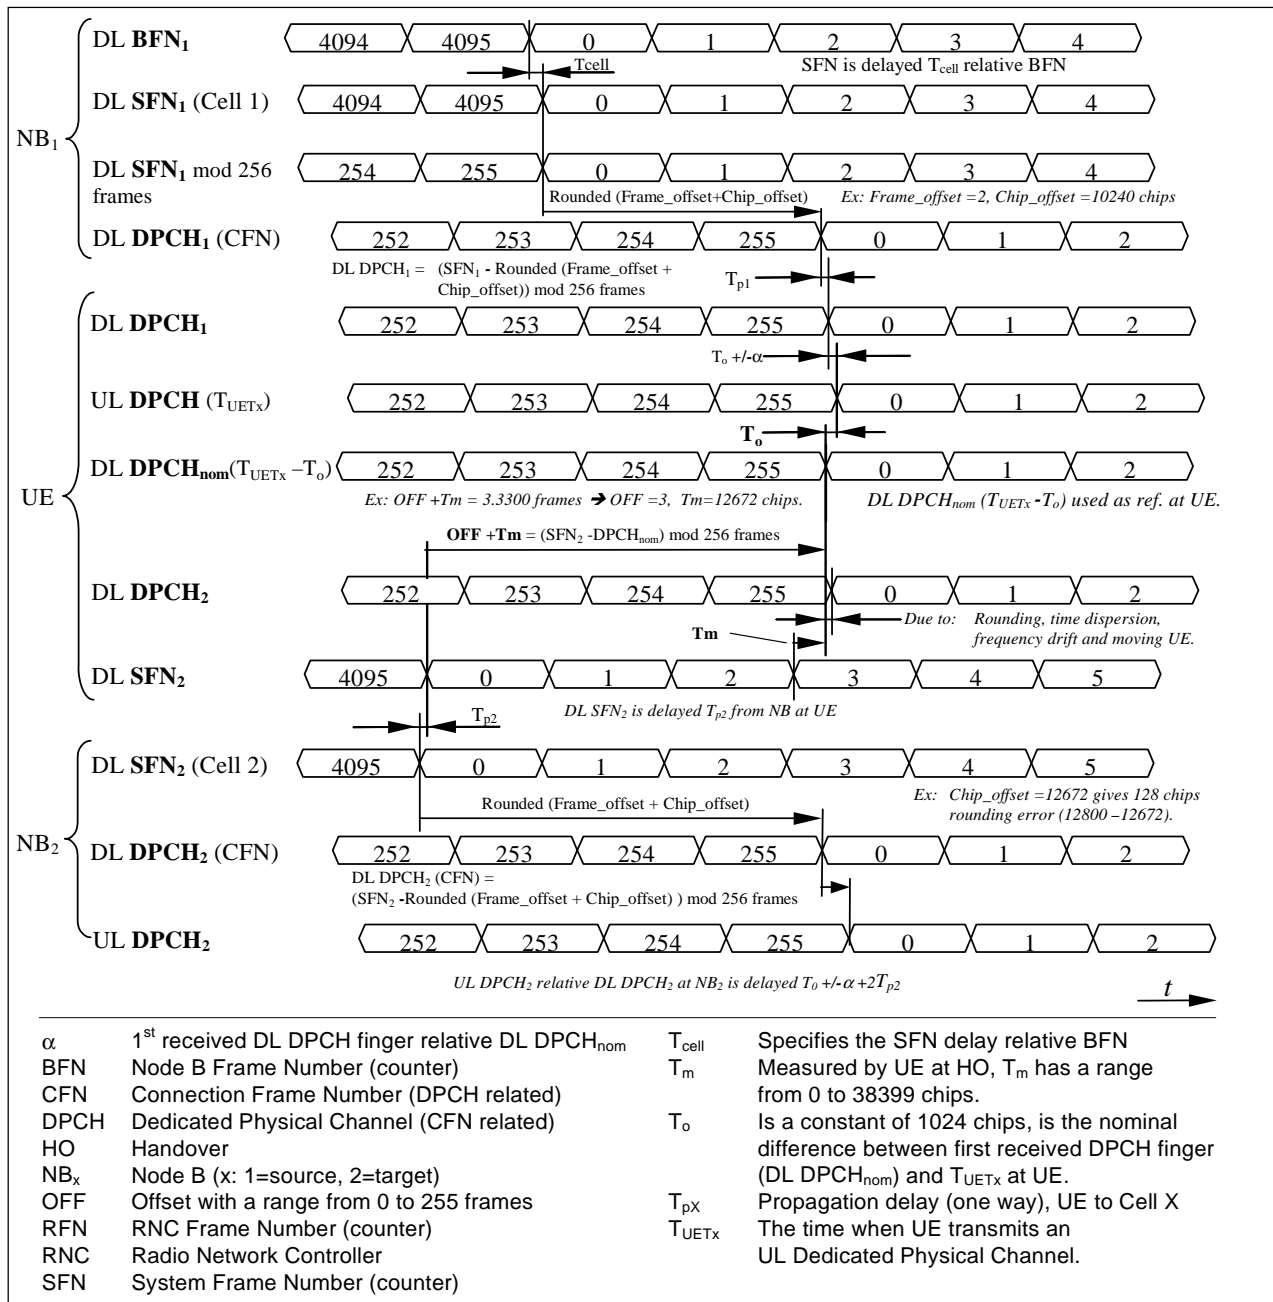 DL BFN1 4094 4095 0 1 2 3 4
Tcell SFN is delayed Tcell relative BFN
DL SFN1 (Cell 1) 4094 4095 0 1 2 3 4
NB1
DL SFN1 mod 256 frames 254 255 0 1 2 3 4
Rounded (Frame_offset+Chip_offset) Ex: Frame_offset =2, Chip_offset =10240 chips
DL DPCH1 (CFN) 252 253 254 255 0 1 2
DL DPCH1 = (SFN1 - Rounded (Frame_offset +
Chip_offset)) mod 256 frames
Tp1
DL DPCH1 252 253 254 255 0 1 2
To +/-α
UL DPCH (TUETx) 252 253 254 255 0 1 2
To
DL DPCHnom(TUETx –To) 252 253 254 255 0 1 2
UE
Ex: OFF +Tm = 3.3300 frames ➔ OFF =3, Tm=12672 chips. DL DPCHnom (TUETx -To) used as ref. at UE.
OFF +Tm = (SFN2 -DPCHnom) mod 256 frames
DL DPCH2 252 253 254 255 0 1 2
Due to: Rounding, time dispersion,
frequency drift and moving UE.
Tm
DL SFN2 4095 0 1 2 3 4 5
DL SFN2 is delayed Tp2 from NB at UE
Tp2
DL SFN2 (Cell 2) 4095 0 1 2 3 4 5
Ex: Chip_offset =12672 gives 128 chips
rounding error (12800 –12672).
Rounded (Frame_offset + Chip_offset)
NB2
DL DPCH2 (CFN) 252 253 254 255 0 1 2
DL DPCH2 (CFN) =
(SFN2 -Rounded (Frame_offset + Chip_offset) ) mod 256 frames
UL DPCH2 252 253 254 255 0 1 2
UL DPCH2 relative DL DPCH2 at NB2 is delayed T0 +/-α +2Tp2
t
α 1st received DL DPCH finger relative DL DPCHnom
BFN Node B Frame Number (counter)
CFN Connection Frame Number (DPCH related)
DPCH Dedicated Physical Channel (CFN related)
HO Handover
NBx Node B (x: 1=source, 2=target)
OFF Offset with a range from 0 to 255 frames
RFN RNC Frame Number (counter)
RNC Radio Network Controller
SFN System Frame Number (counter)
Tcell Specifies the SFN delay relative BFN
Tm Measured by UE at HO, Tm has a range
from 0 to 38399 chips.
To Is a constant of 1024 chips, is the nominal
difference between first received DPCH finger
(DL DPCHnom) and TUETx at UE.
TpX Propagation delay (one way), UE to Cell X
TUETx The time when UE transmits an
UL Dedicated Physical Channel.